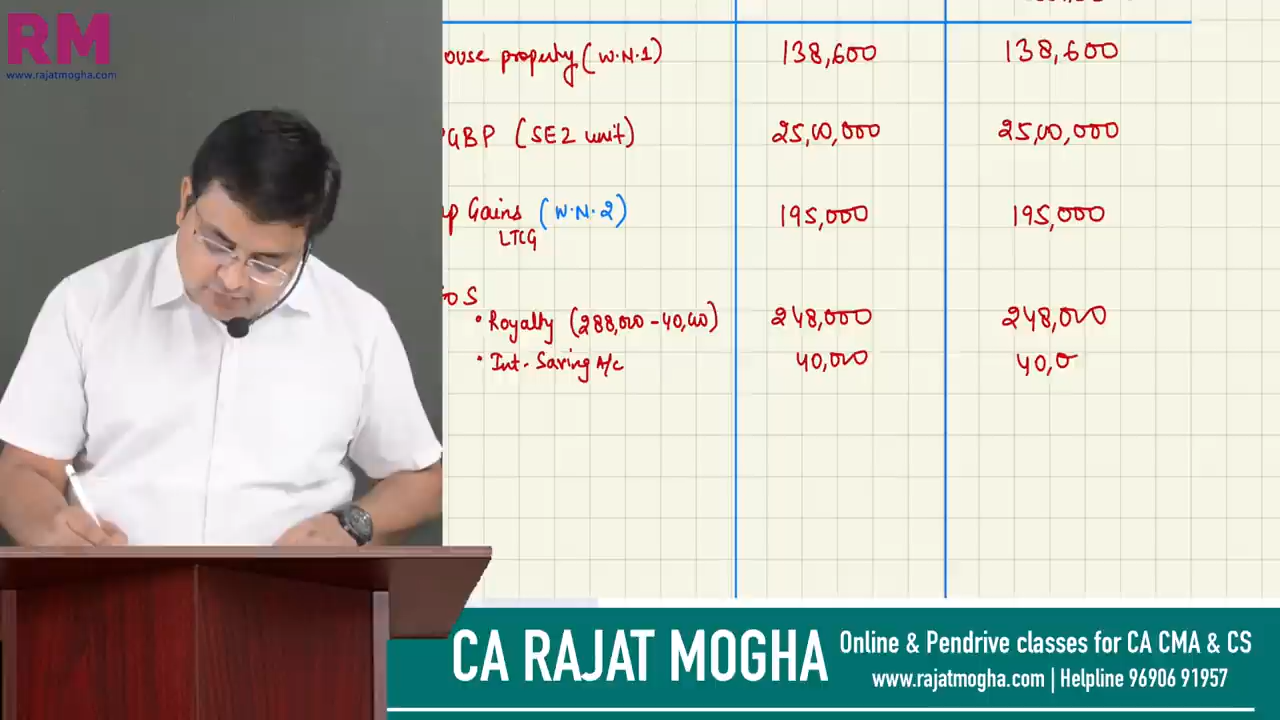 RM
www.rajatmogha.com
ouse property (W.N.1) 138,600 138,600
GBP (SEZ unit) 25,00,000 25,00,000
p Gains (W.N.2) 195,000 195,000
LTCG
OS
• Royalty (288,000 - 40,000) 248,000 248,000
• Int. Saving A/c 40,000 40,0
CA RAJAT MOGHA
Online & Pendrive classes for CA CMA & CS
www.rajatmogha.com | Helpline 96906 91957